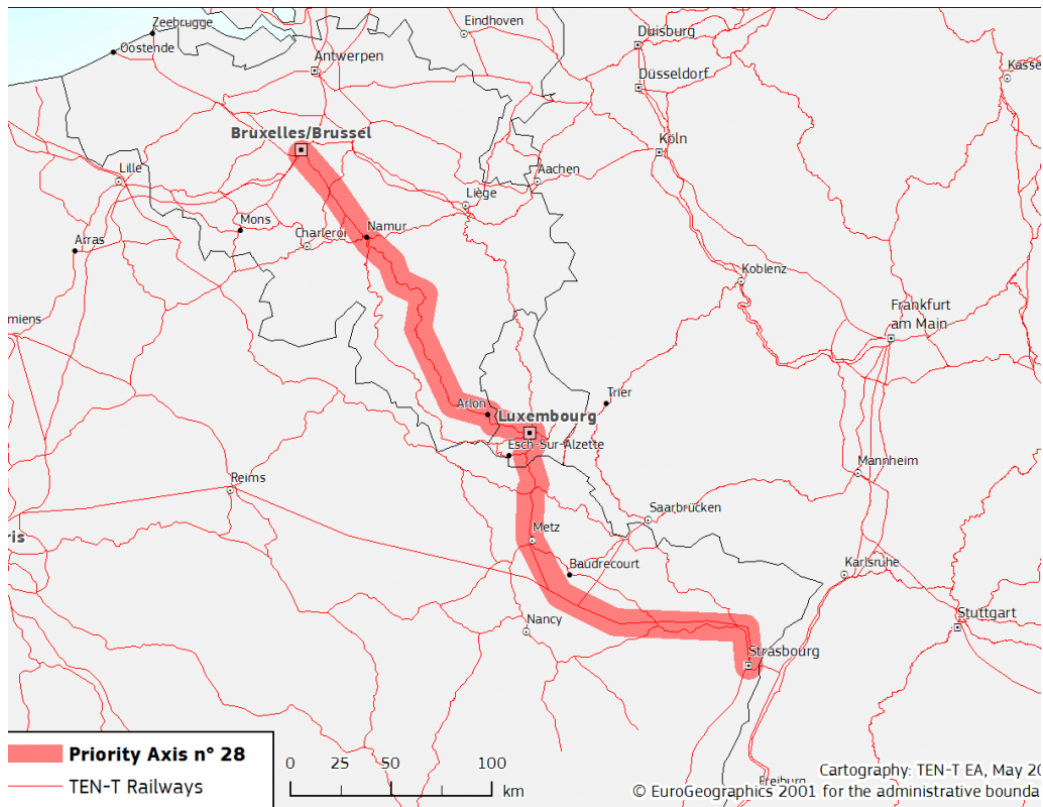 Zeebrugge
Oostende
Eindhoven
Duisburg
Antwerpen
Düsseldorf
Kasse
Bruxelles/Brussel
Köln
Lille
Aachen
Liège
Mons
Namur
Charleroi
Arras
Koblenz
miens
Frankfurt
am Main
Trier
Arlon
Luxembourg
Esch-Sur-Alzette
Mannheim
Reims
Saarbrücken
ris
Metz
Baudrecourt
Karlsruhe
Nancy
Stuttgart
Strasbourg
Priority Axis n° 28
TEN-T Railways
0 25 50 100
km
Freiburg
Cartography: TEN-T EA, May 20
© EuroGeographics 2001 for the administrative bounda